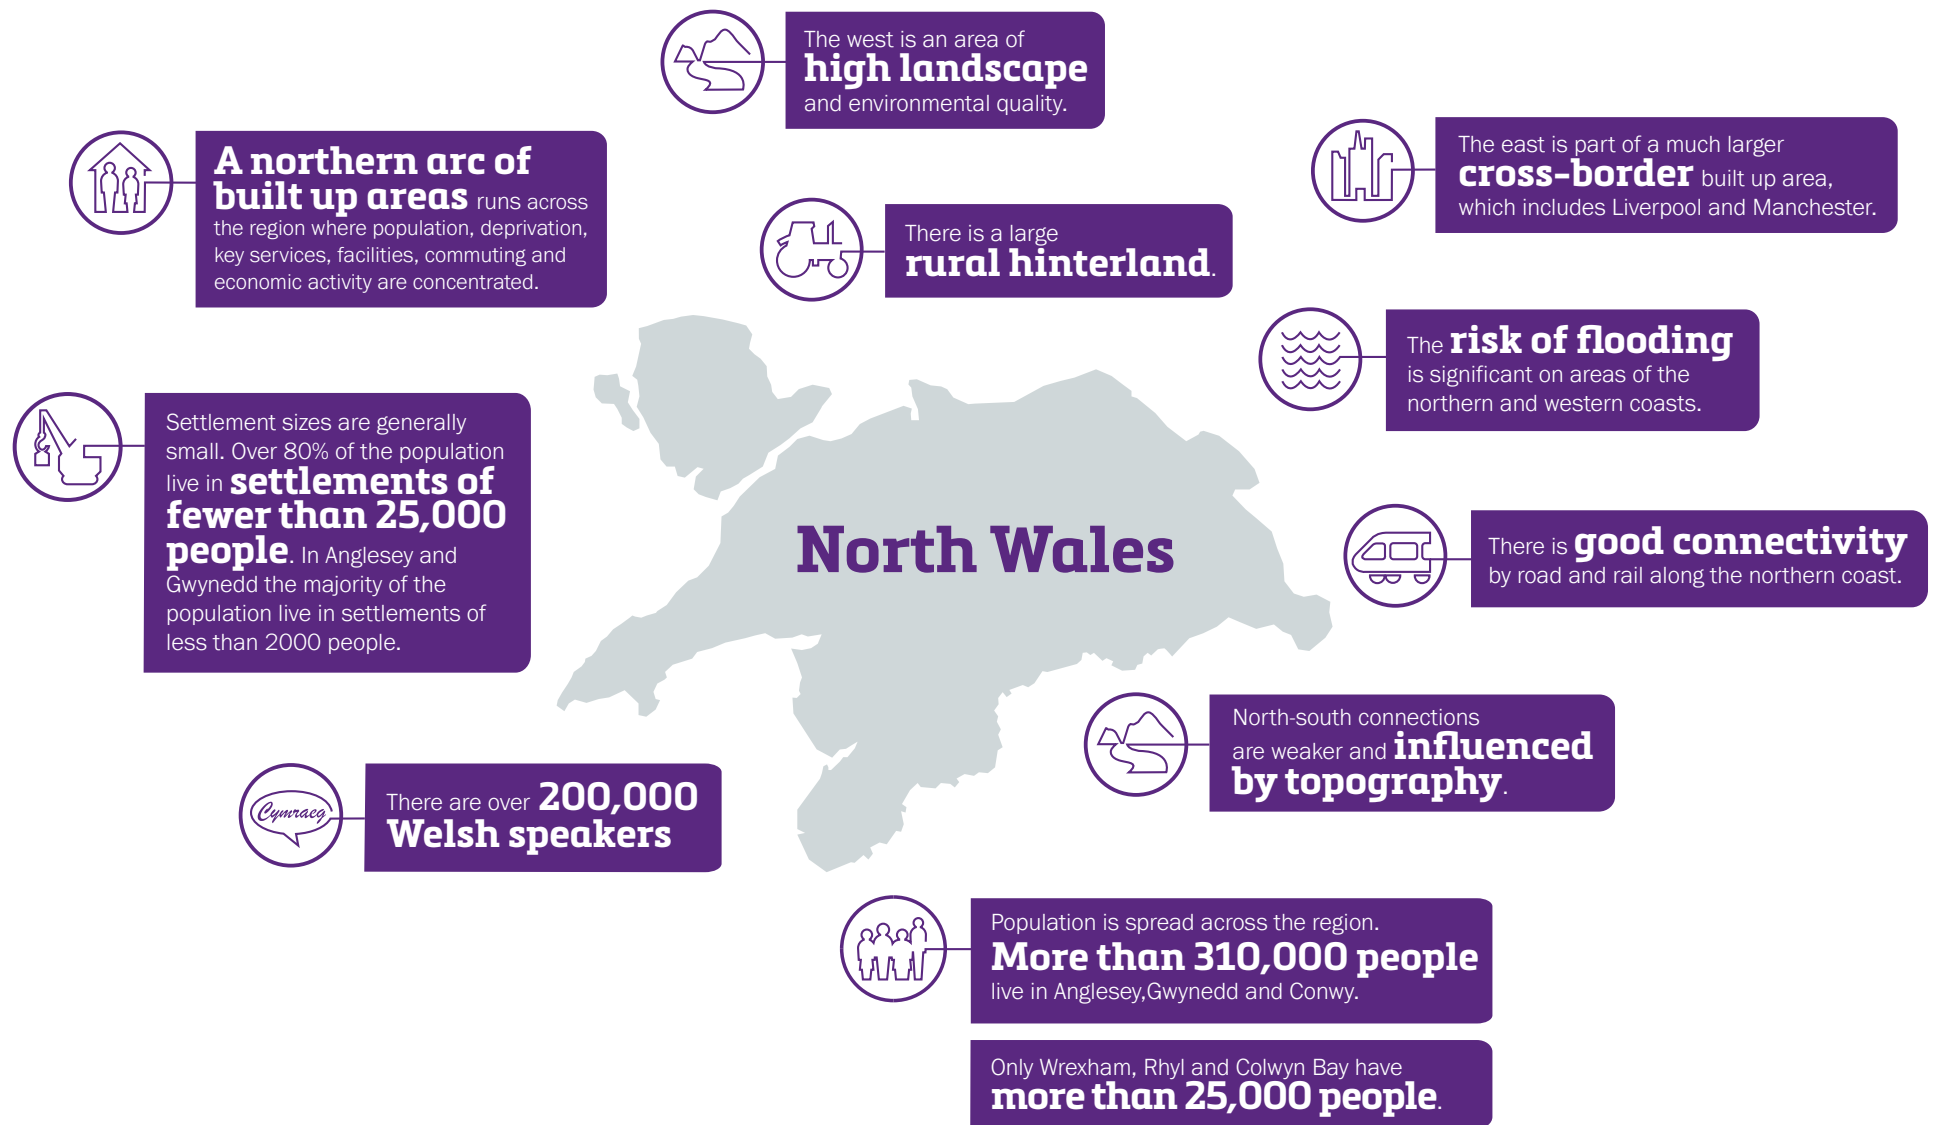 The west is an area of
high landscape
and environmental quality.
A northern arc of
built up areas runs across
the region where population, deprivation,
key services, facilities, commuting and
economic activity are concentrated.
The east is part of a much larger
cross-border built up area,
which includes Liverpool and Manchester.
There is a large
rural hinterland.
The risk of flooding
is significant on areas of the
northern and western coasts.
Settlement sizes are generally
small. Over 80% of the population
live in settlements of
fewer than 25,000
people. In Anglesey and
Gwynedd the majority of the
population live in settlements of
less than 2000 people.
North Wales
There is good connectivity
by road and rail along the northern coast.
North-south connections
are weaker and influenced
by topography.
Cymraeg
There are over 200,000
Welsh speakers
Population is spread across the region.
More than 310,000 people
live in Anglesey,Gwynedd and Conwy.
Only Wrexham, Rhyl and Colwyn Bay have
more than 25,000 people.